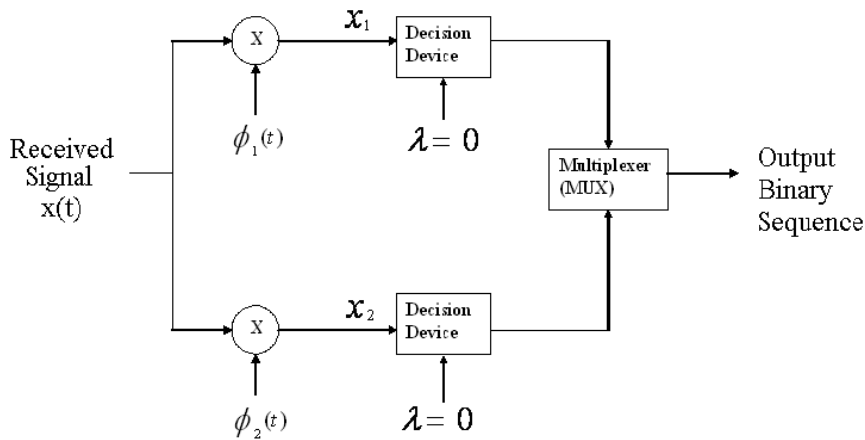 x₁
Decision
Device
X
ϕ₁(t)
λ = 0
Received
Signal
x(t)
Multiplexer
(MUX)
Output
Binary
Sequence
x₂
Decision
Device
X
ϕ₂(t)
λ = 0